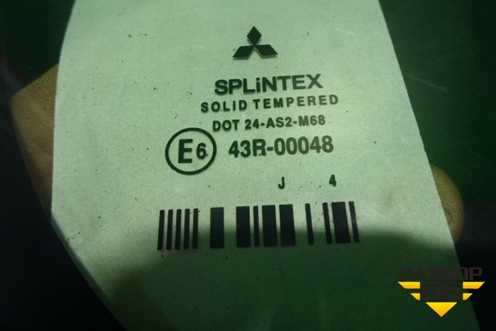 SPLiNTEX
SOLID TEMPERED
DOT 24-AS2-M68
E6 43R-00048
J 4